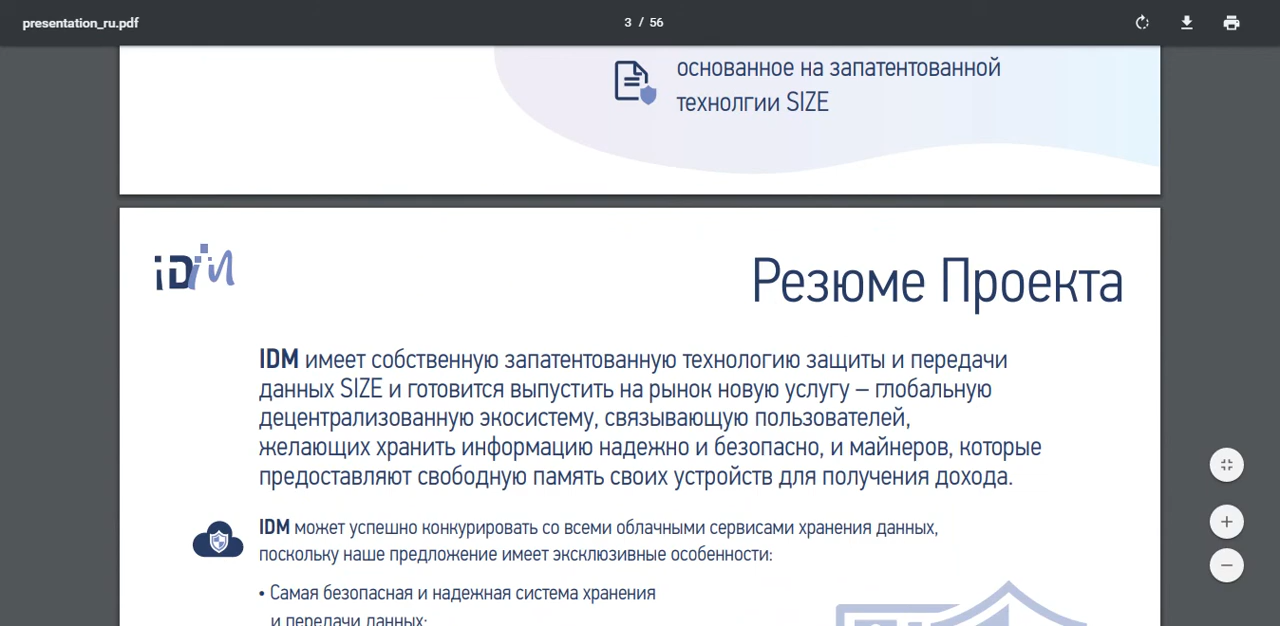 presentation_ru.pdf
3 / 56
основанное на запатентованной
технолгии SIZE
iDM
Резюме Проекта
IDM имеет собственную запатентованную технологию защиты и передачи
данных SIZE и готовится выпустить на рынок новую услугу – глобальную
децентрализованную экосистему, связывающую пользователей,
желающих хранить информацию надежно и безопасно, и майнеров, которые
предоставляют свободную память своих устройств для получения дохода.
IDM может успешно конкурировать со всеми облачными сервисами хранения данных,
поскольку наше предложение имеет эксклюзивные особенности:
• Самая безопасная и надежная система хранения
и передачи данных;